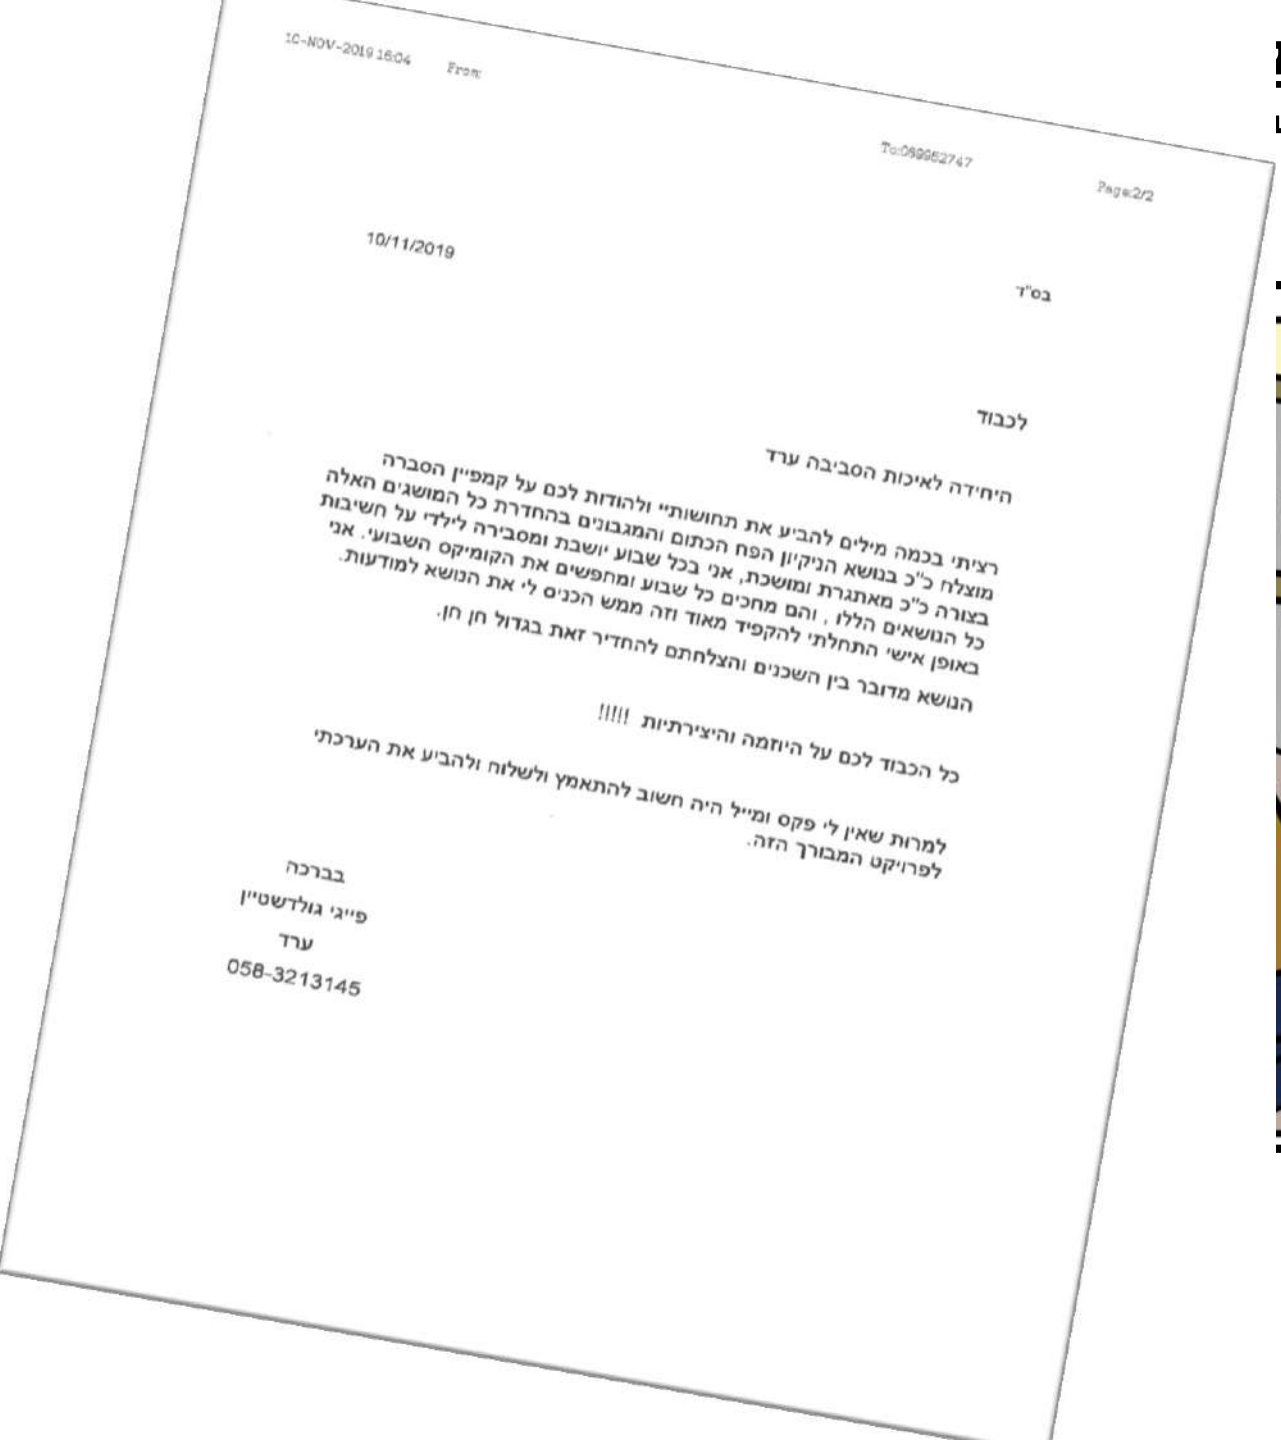 10-NOV-2019 16:04 From: To:089952747 Page:2/2
10/11/2019
בס"ד
לכבוד
היחידה לאיכות הסביבה ערד
רציתי בכמה מילים להביע את תחושותיי ולהודות לכם על קמפיין הסברה
מוצלח כ"כ בנושא הניקיון הפח הכתום והמגבונים בהחדרת כל המושגים האלה
בצורה כ"כ מאתגרת ומושכת, אני בכל שבוע יושבת ומסבירה לילדי על חשיבות
כל הנושאים הללו , והם מחכים כל שבוע ומחפשים את הקומיקס השבועי. אני
באופן אישי התחלתי להקפיד מאוד וזה ממש הכניס לי את הנושא למודעות.
הנושא מדובר בין השכנים והצלחתם להחדיר זאת בגדול חן חן.
כל הכבוד לכם על היוזמה והיצירתיות !!!!!
למרות שאין לי פקס ומייל היה חשוב להתאמץ ולשלוח ולהביע את הערכתי
לפרויקט המבורך הזה.
בברכה
פייגי גולדשטיין
ערד
058-3213145